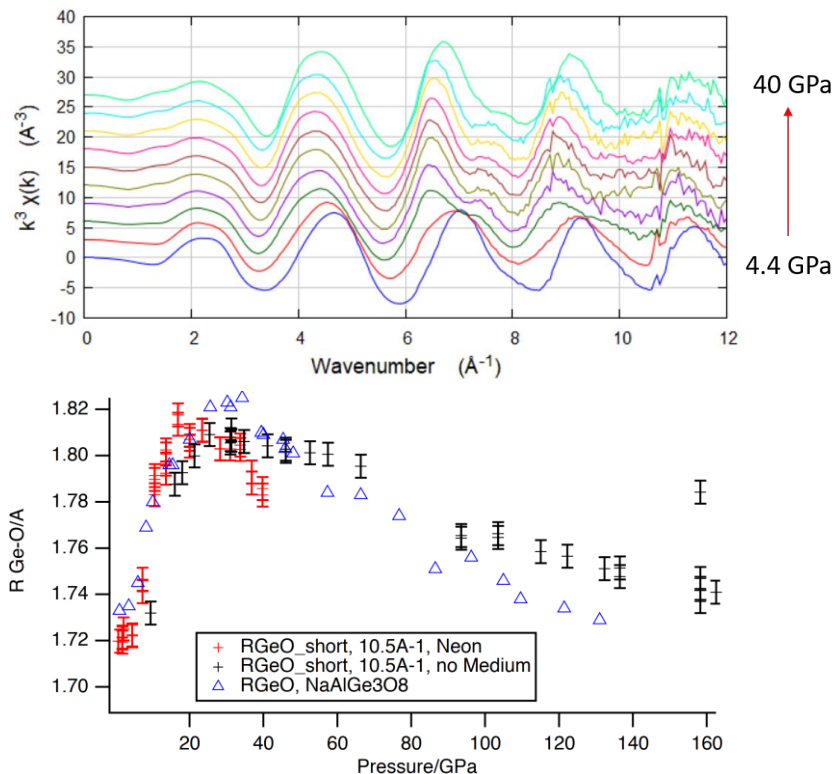 40
35
30
25
20
15
10
5
0
-5
-10
k³ χ(k) (A⁻³)
0 2 4 6 8 10 12
Wavenumber (Å⁻¹)
40 GPa
4.4 GPa
1.82
1.80
1.78
1.76
1.74
1.72
1.70
R Ge-O/A
RGeO_short, 10.5A-1, Neon
RGeO_short, 10.5A-1, no Medium
RGeO, NaAlGe3O8
20 40 60 80 100 120 140 160
Pressure/GPa